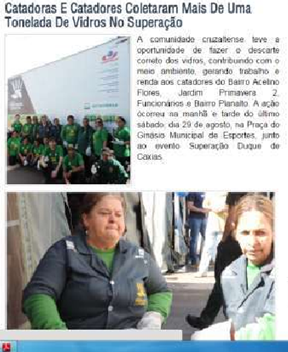 Catadoras E Catadores Coletaram Mais De Uma
Tonelada De Vidros No Superação
A comunidade cruzaltense teve a
oportunidade de fazer o descarte
correto dos vidros, contribuindo com o
meio ambiente, gerando trabalho e
renda aos catadores do Bairro Acelino
Flores, Jardim Primavera 2,
Funcionários e Bairro Planalto. A ação
ocorreu na manhã e tarde do último
sábado, dia 29 de agosto, na Praça do
Ginásio Municipal de Esportes, junto
ao evento Superação Duque de
Caxias.